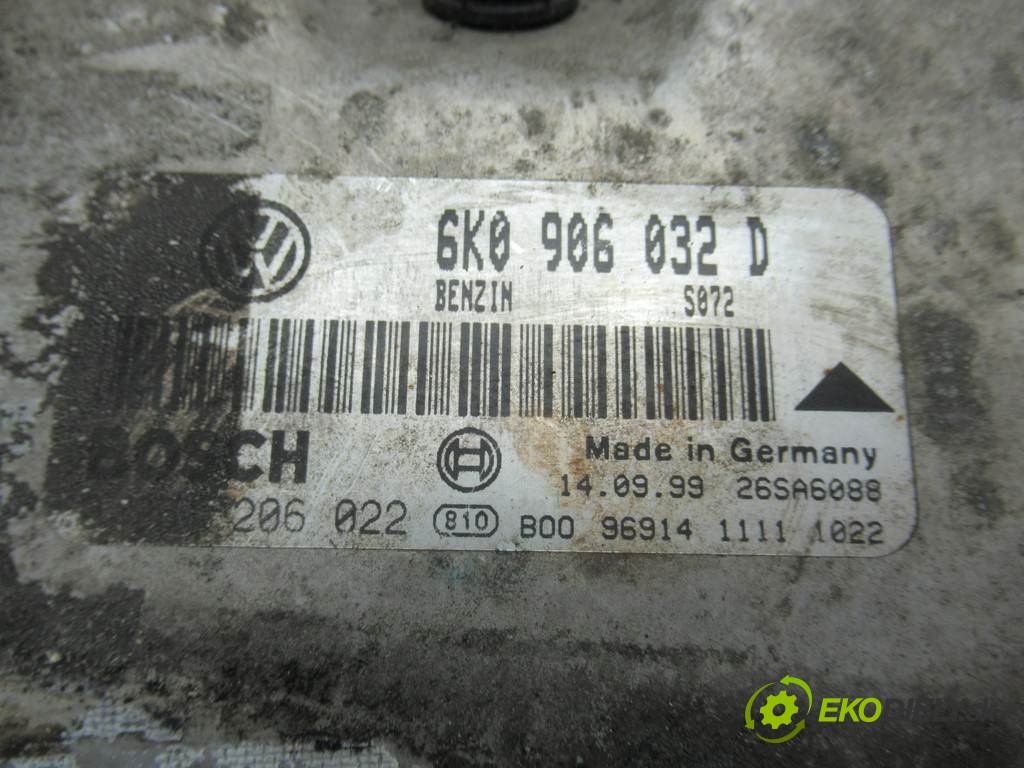 6K0 906 032 D
BENZIN S072
BOSCH
Made in Germany
14.09.99 26SA6088
206 022 810 B00 96914 1111 1022
EKO